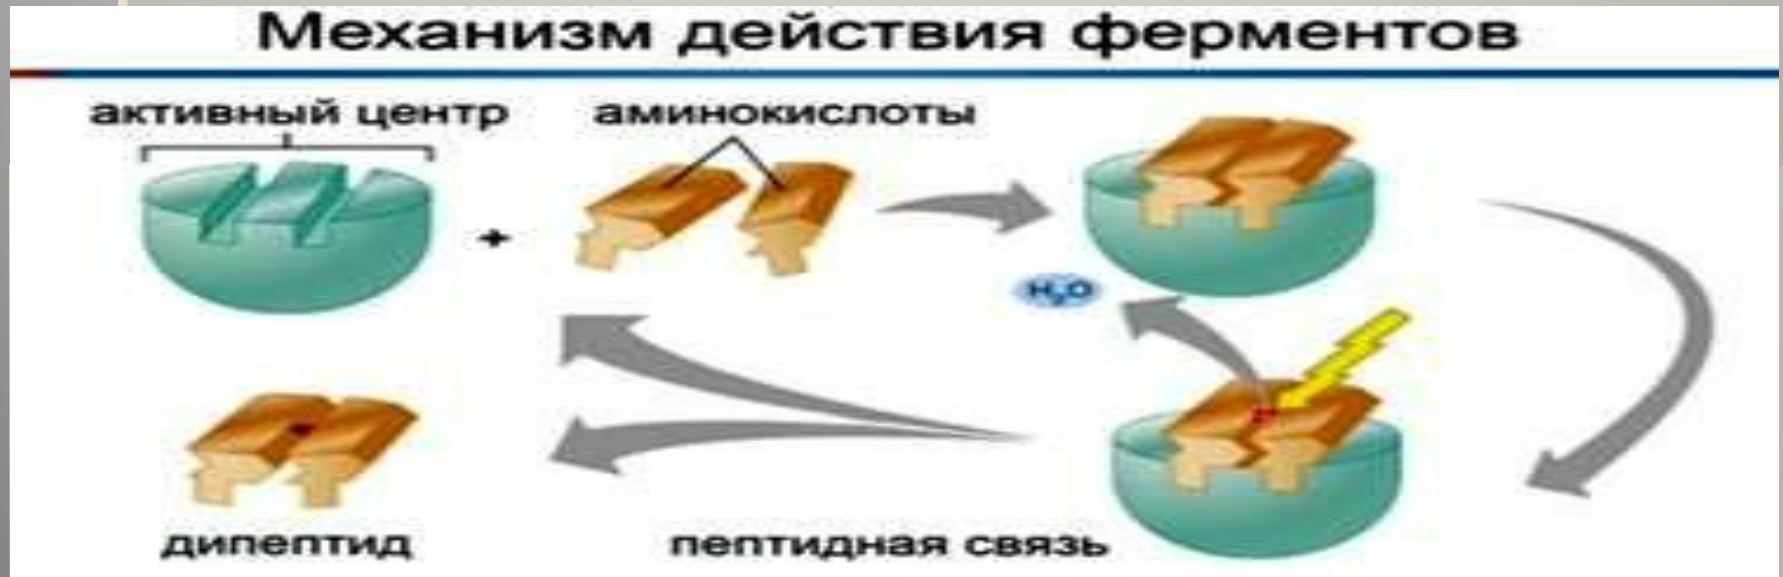 Механизм действия ферментов
активный центр
аминокислоты
+
H₂O
дипептид
пептидная связь